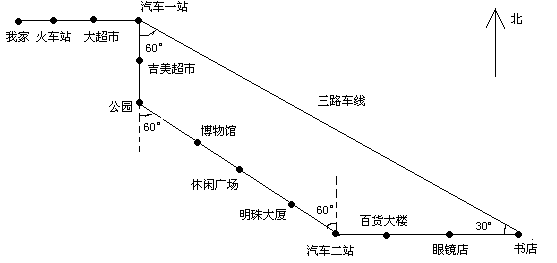 汽车一站
北
我家 火车站 大超市
60°
吉美超市
三路车线
公园
60°
博物馆
休闲广场
明珠大厦
60°
百货大楼
30°
汽车二站
眼镜店
书店